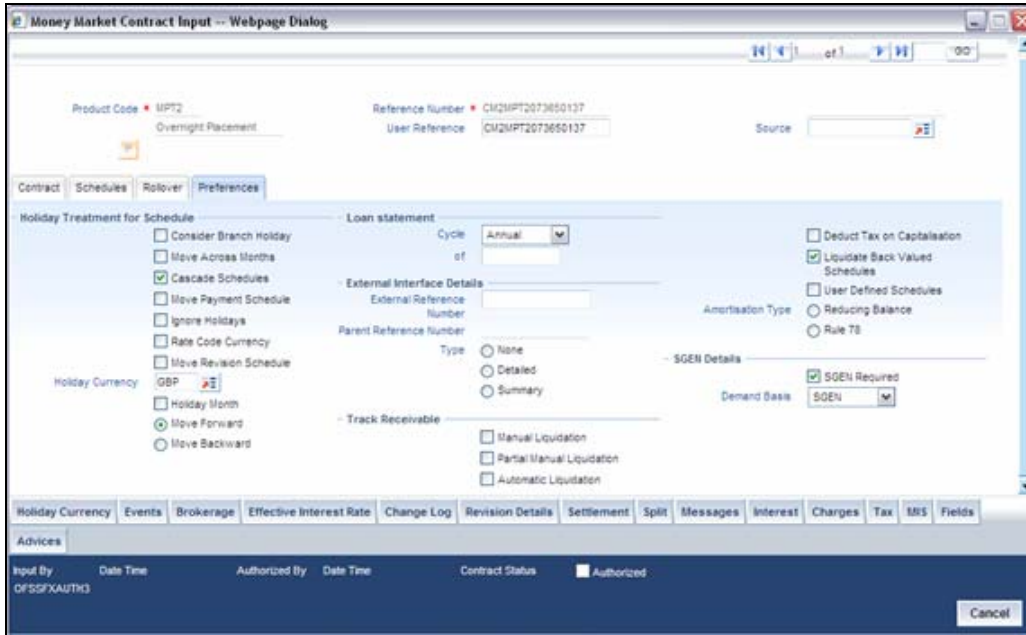 Money Market Contract Input -- Webpage Dialog
1 of 1 GO
Product Code * MPT2
Overnight Placement
Reference Number * CM2MPT2073650137
User Reference CM2MPT2073650137
Source
Contract Schedules Rollover Preferences
Holiday Treatment for Schedule
Consider Branch Holiday
Move Across Months
Cascade Schedules
Move Payment Schedule
Ignore Holidays
Rate Code Currency
Move Revision Schedule
Holiday Currency GBP
Holiday Month
Move Forward
Move Backward
Loan statement
Cycle Annual
of
External Interface Details
External Reference
Number
Parent Reference Number
Type None
Detailed
Summary
Track Receivable
Manual Liquidation
Partial Manual Liquidation
Automatic Liquidation
Deduct Tax on Capitalisation
Liquidate Back Valued
Schedules
User Defined Schedules
Amortisation Type Reducing Balance
Rule 78
SGEN Details
SGEN Required
Demand Basis SGEN
Holiday Currency Events Brokerage Effective Interest Rate Change Log Revision Details Settlement Split Messages Interest Charges Tax MIS Fields
Advices
Input By Date Time Authorized By Date Time Contract Status Authorized
OFSSFXAUTH3
Cancel